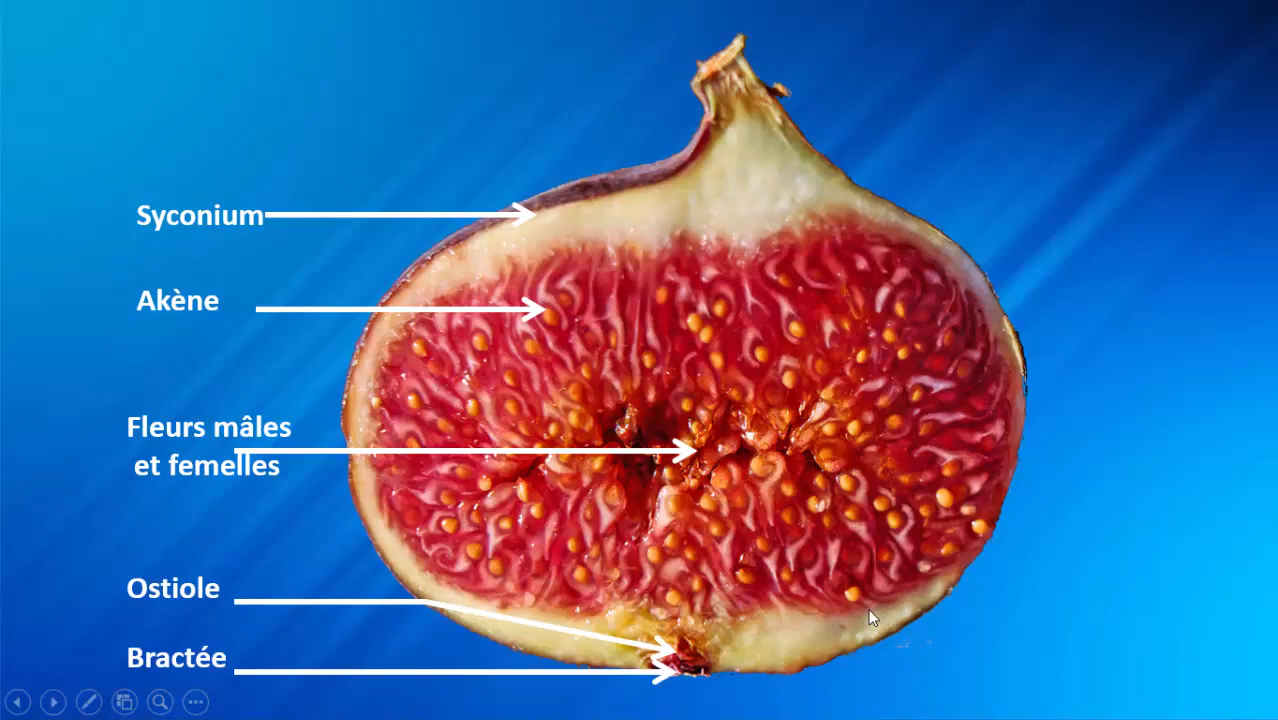 Syconium
Akène
Fleurs mâles
et femelles
Ostiole
Bractée